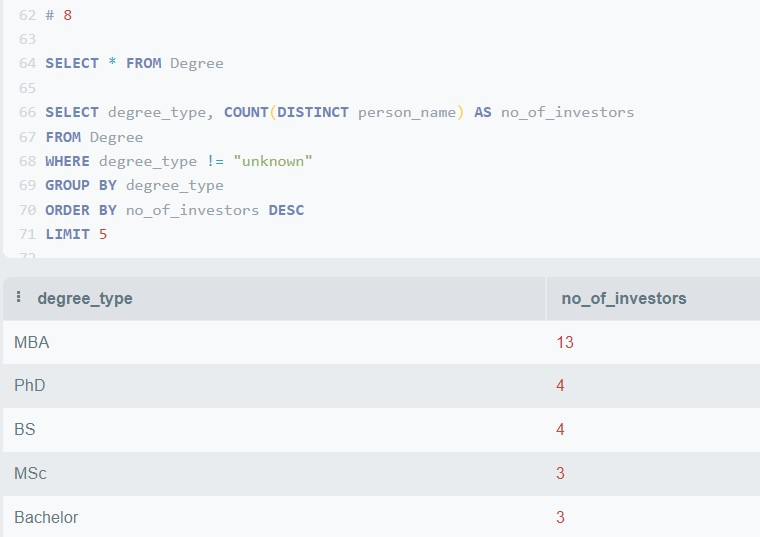 62 # 8
63
64 SELECT * FROM Degree
65
66 SELECT degree_type, COUNT(DISTINCT person_name) AS no_of_investors
67 FROM Degree
68 WHERE degree_type != "unknown"
69 GROUP BY degree_type
70 ORDER BY no_of_investors DESC
71 LIMIT 5
72
degree_type no_of_investors
MBA 13
PhD 4
BS 4
MSc 3
Bachelor 3